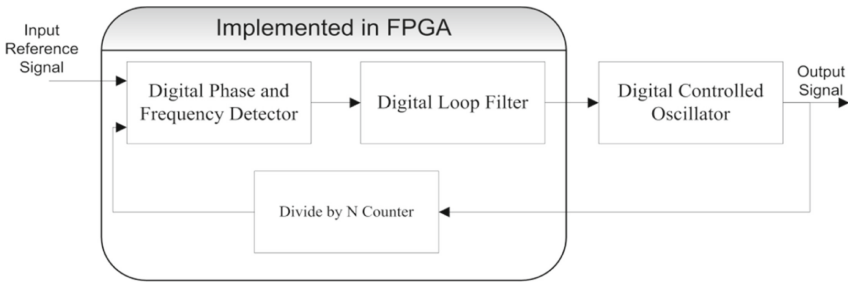 Implemented in FPGA
Input
Reference
Signal
Digital Phase and
Frequency Detector
Digital Loop Filter
Digital Controlled
Oscillator
Output
Signal
Divide by N Counter